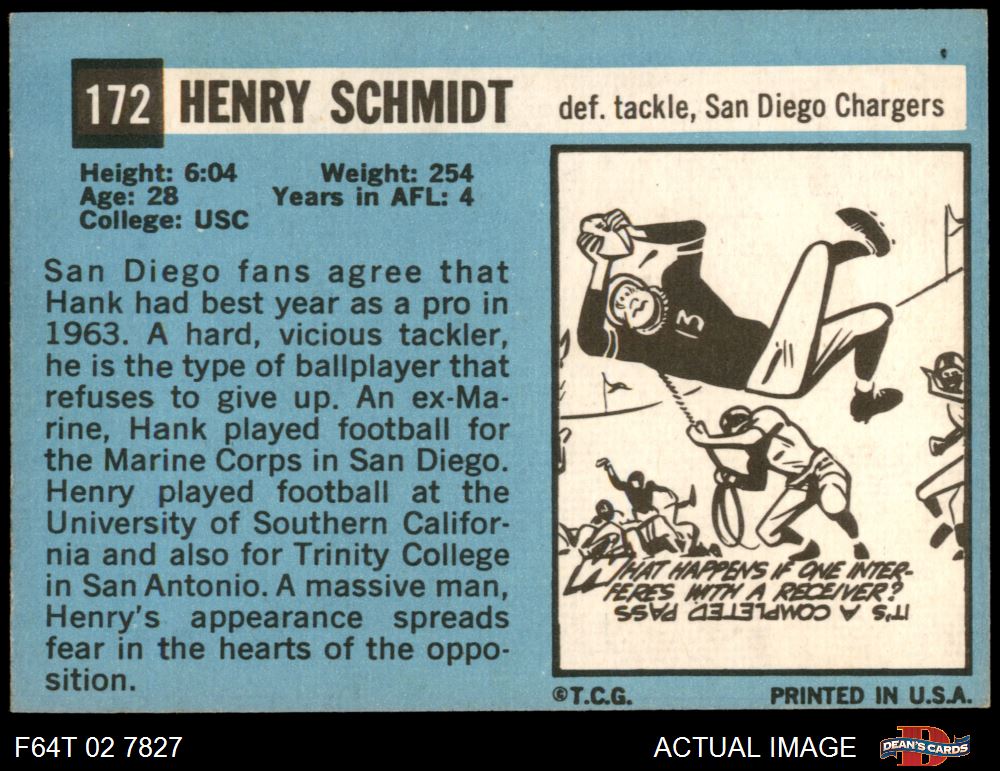 172 HENRY SCHMIDT def. tackle, San Diego Chargers
Height: 6:04 Weight: 254
Age: 28 Years in AFL: 4
College: USC
San Diego fans agree that
Hank had best year as a pro in
1963. A hard, vicious tackler,
he is the type of ballplayer that
refuses to give up. An ex-Ma-
rine, Hank played football for
the Marine Corps in San Diego.
Henry played football at the
University of Southern Califor-
nia and also for Trinity College
in San Antonio. A massive man,
Henry's appearance spreads
fear in the hearts of the oppo-
sition.
13
WHAT HAPPENS IF ONE INTER-
FERES WITH A RECEIVER?
IT'S A COMPLETED PASS
©T.C.G. PRINTED IN U.S.A.
F64T 02 7827 ACTUAL IMAGE DEAN'S CARDS